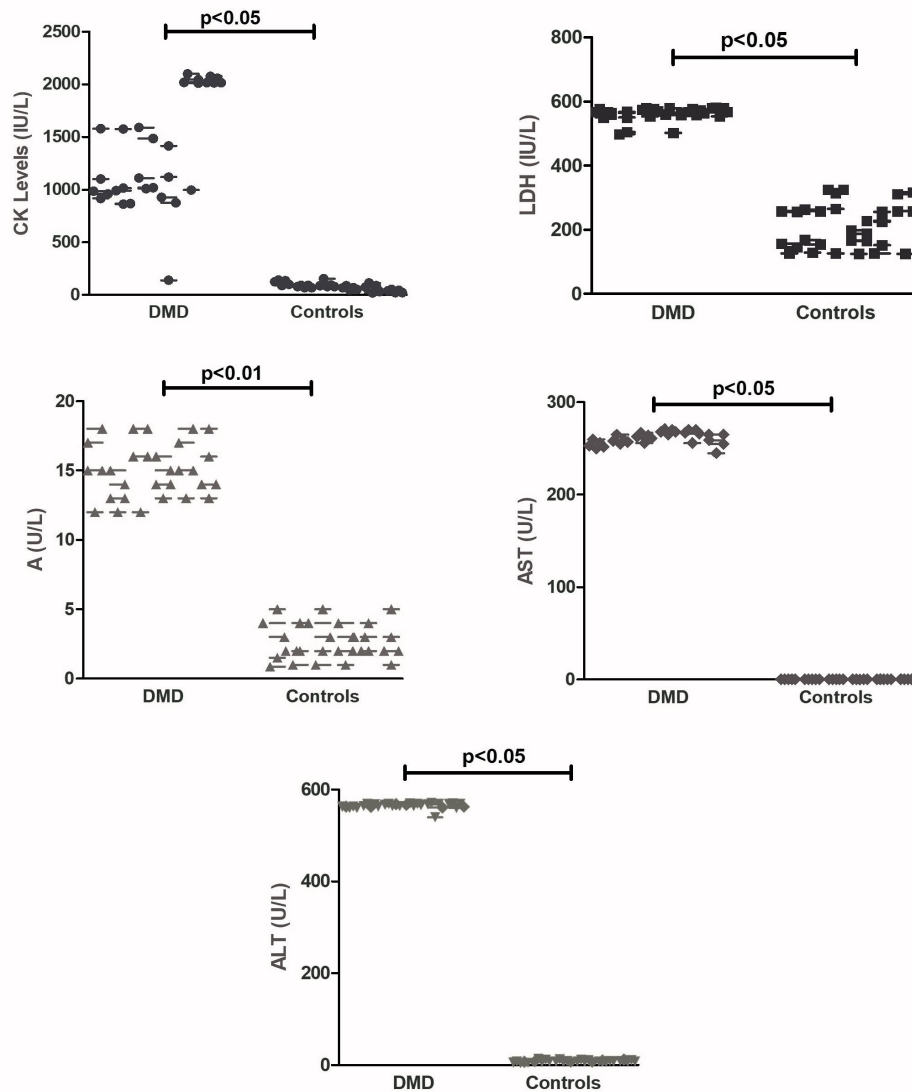 p<0.05
2500
2000
1500
1000
500
0
CK Levels (IU/L)
DMD Controls
p<0.05
800
600
400
200
0
LDH (IU/L)
DMD Controls
p<0.01
20
15
10
5
0
A (U/L)
DMD Controls
p<0.05
300
200
100
0
AST (U/L)
DMD Controls
p<0.05
600
400
200
0
ALT (U/L)
DMD Controls